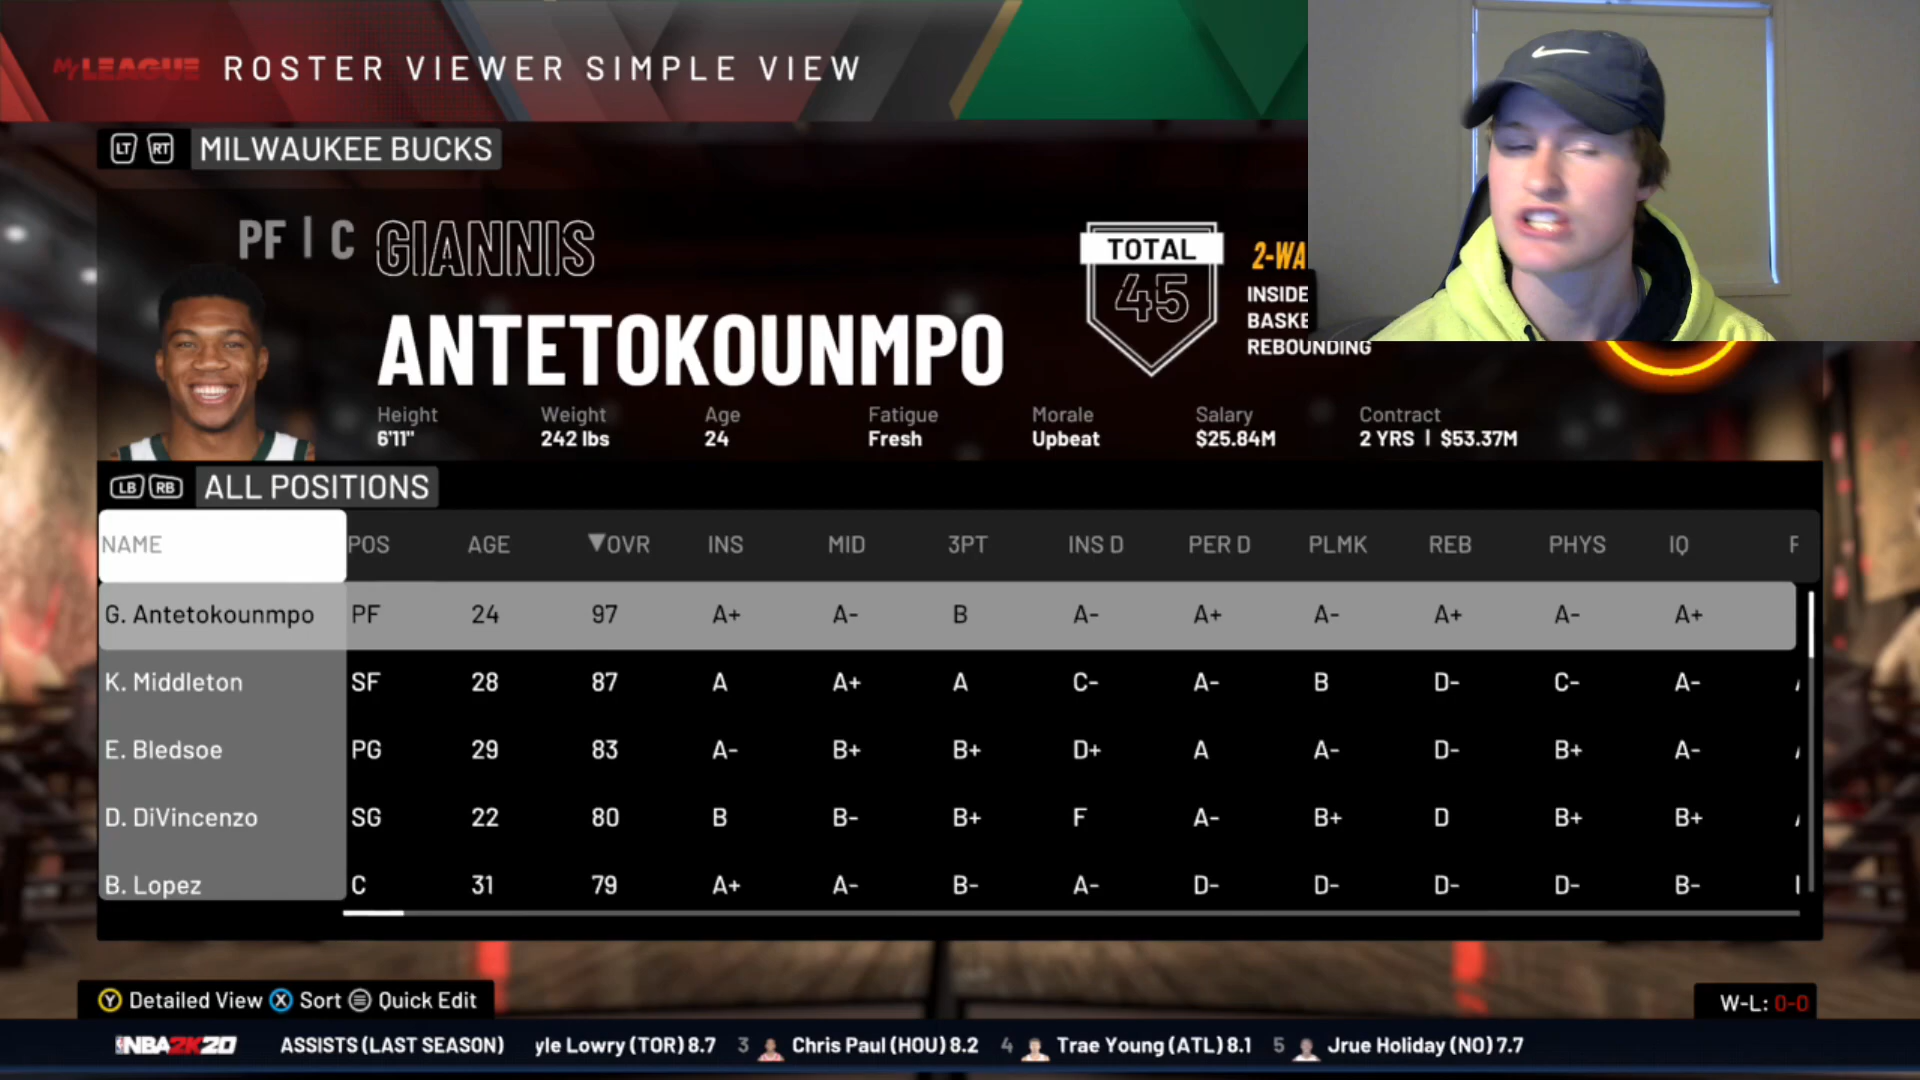 MyLEAGUE ROSTER VIEWER SIMPLE VIEW
LT RT MILWAUKEE BUCKS
PF | C GIANNIS
ANTETOKOUNMPO
TOTAL
45
2-WA
INSIDE
BASKE
REBOUNDING
Height Weight Age Fatigue Morale Salary Contract
6'11" 242 lbs 24 Fresh Upbeat $25.84M 2 YRS | $53.37M
LB RB ALL POSITIONS
NAME POS AGE ▼OVR INS MID 3PT INS D PER D PLMK REB PHYS IQ
G. Antetokounmpo PF 24 97 A+ A- B A- A+ A- A+ A- A+
K. Middleton SF 28 87 A A+ A C- A- B D- C- A-
E. Bledsoe PG 29 83 A- B+ B+ D+ A A- D- B+ A-
D. DiVincenzo SG 22 80 B B- B+ F A- B+ D B+ B+
B. Lopez C 31 79 A+ A- B- A- D- D- D- D- B-
Y Detailed View X Sort Quick Edit
W-L: 0-0
NBA 2K20 ASSISTS (LAST SEASON) yle Lowry (TOR) 8.7 3 Chris Paul (HOU) 8.2 4 Trae Young (ATL) 8.1 5 Jrue Holiday (NO) 7.7